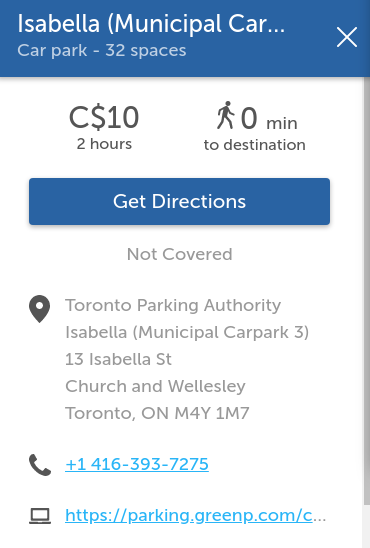 Isabella (Municipal Car...
Car park - 32 spaces
C$10
2 hours
0 min
to destination
Get Directions
Not Covered
Toronto Parking Authority
Isabella (Municipal Carpark 3)
13 Isabella St
Church and Wellesley
Toronto, ON M4Y 1M7
+1 416-393-7275
https://parking.greenp.com/c...